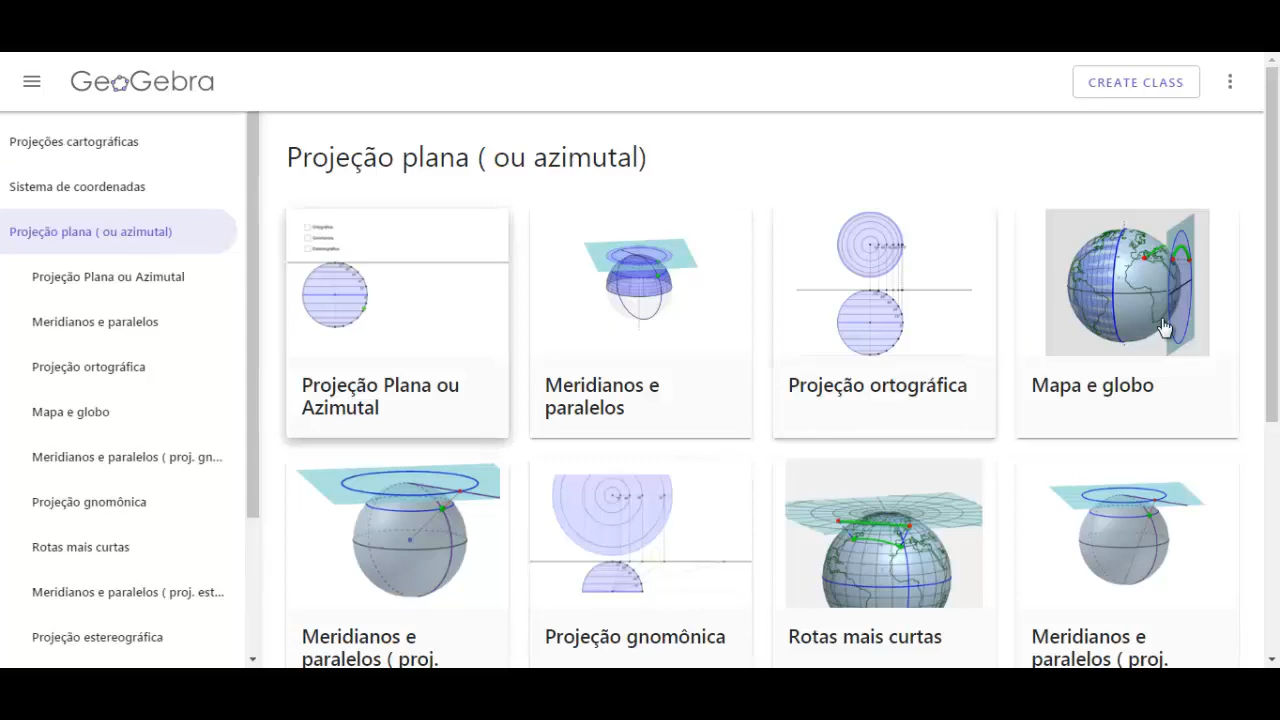 GeoGebra
CREATE CLASS
Projeções cartográficas
Sistema de coordenadas
Projeção plana ( ou azimutal)
Projeção Plana ou Azimutal
Meridianos e paralelos
Projeção ortográfica
Mapa e globo
Meridianos e paralelos ( proj. gn...
Projeção gnomônica
Rotas mais curtas
Meridianos e paralelos ( proj. est...
Projeção estereográfica
Projeção plana ( ou azimutal)
Projeção Plana ou
Azimutal
Meridianos e
paralelos
Projeção ortográfica
Mapa e globo
Meridianos e
paralelos ( proj.
Projeção gnomônica
Rotas mais curtas
Meridianos e
paralelos ( proj.